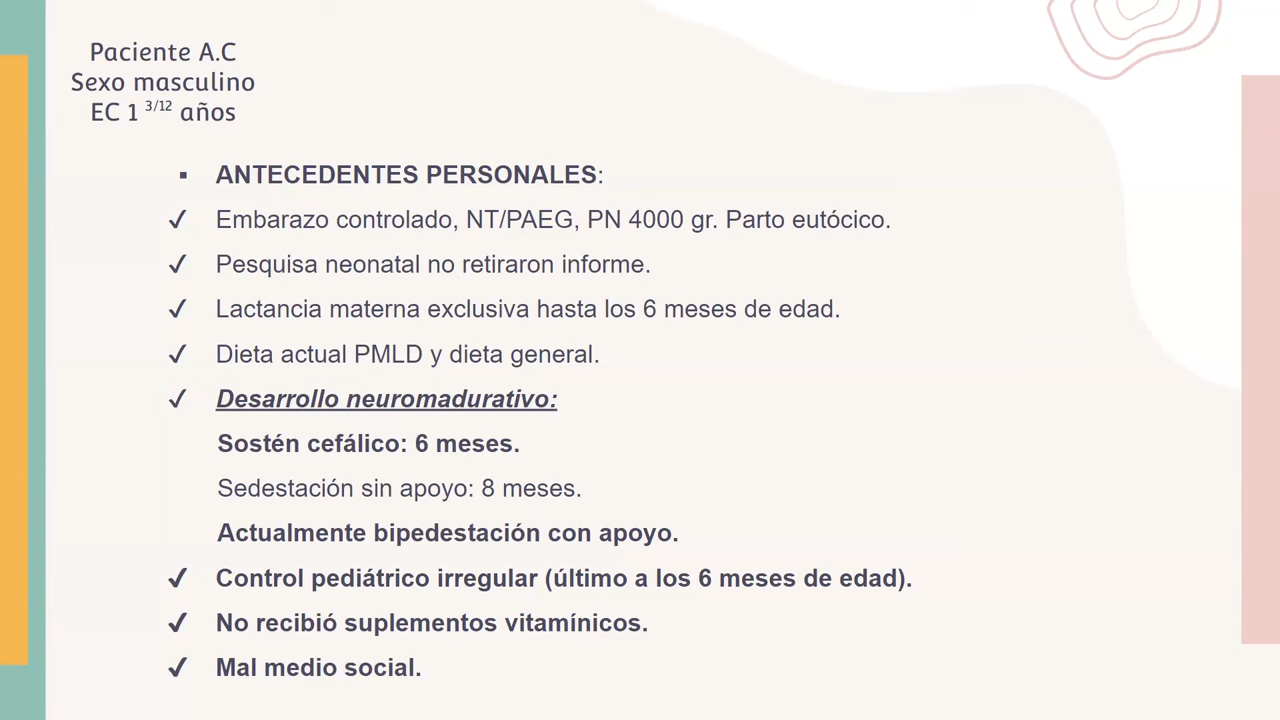 Paciente A.C
Sexo masculino
EC 1 3/12 años
▪ ANTECEDENTES PERSONALES:
✓ Embarazo controlado, NT/PAEG, PN 4000 gr. Parto eutócico.
✓ Pesquisa neonatal no retiraron informe.
✓ Lactancia materna exclusiva hasta los 6 meses de edad.
✓ Dieta actual PMLD y dieta general.
✓ Desarrollo neuromadurativo:
Sostén cefálico: 6 meses.
Sedestación sin apoyo: 8 meses.
Actualmente bipedestación con apoyo.
✓ Control pediátrico irregular (último a los 6 meses de edad).
✓ No recibió suplementos vitamínicos.
✓ Mal medio social.